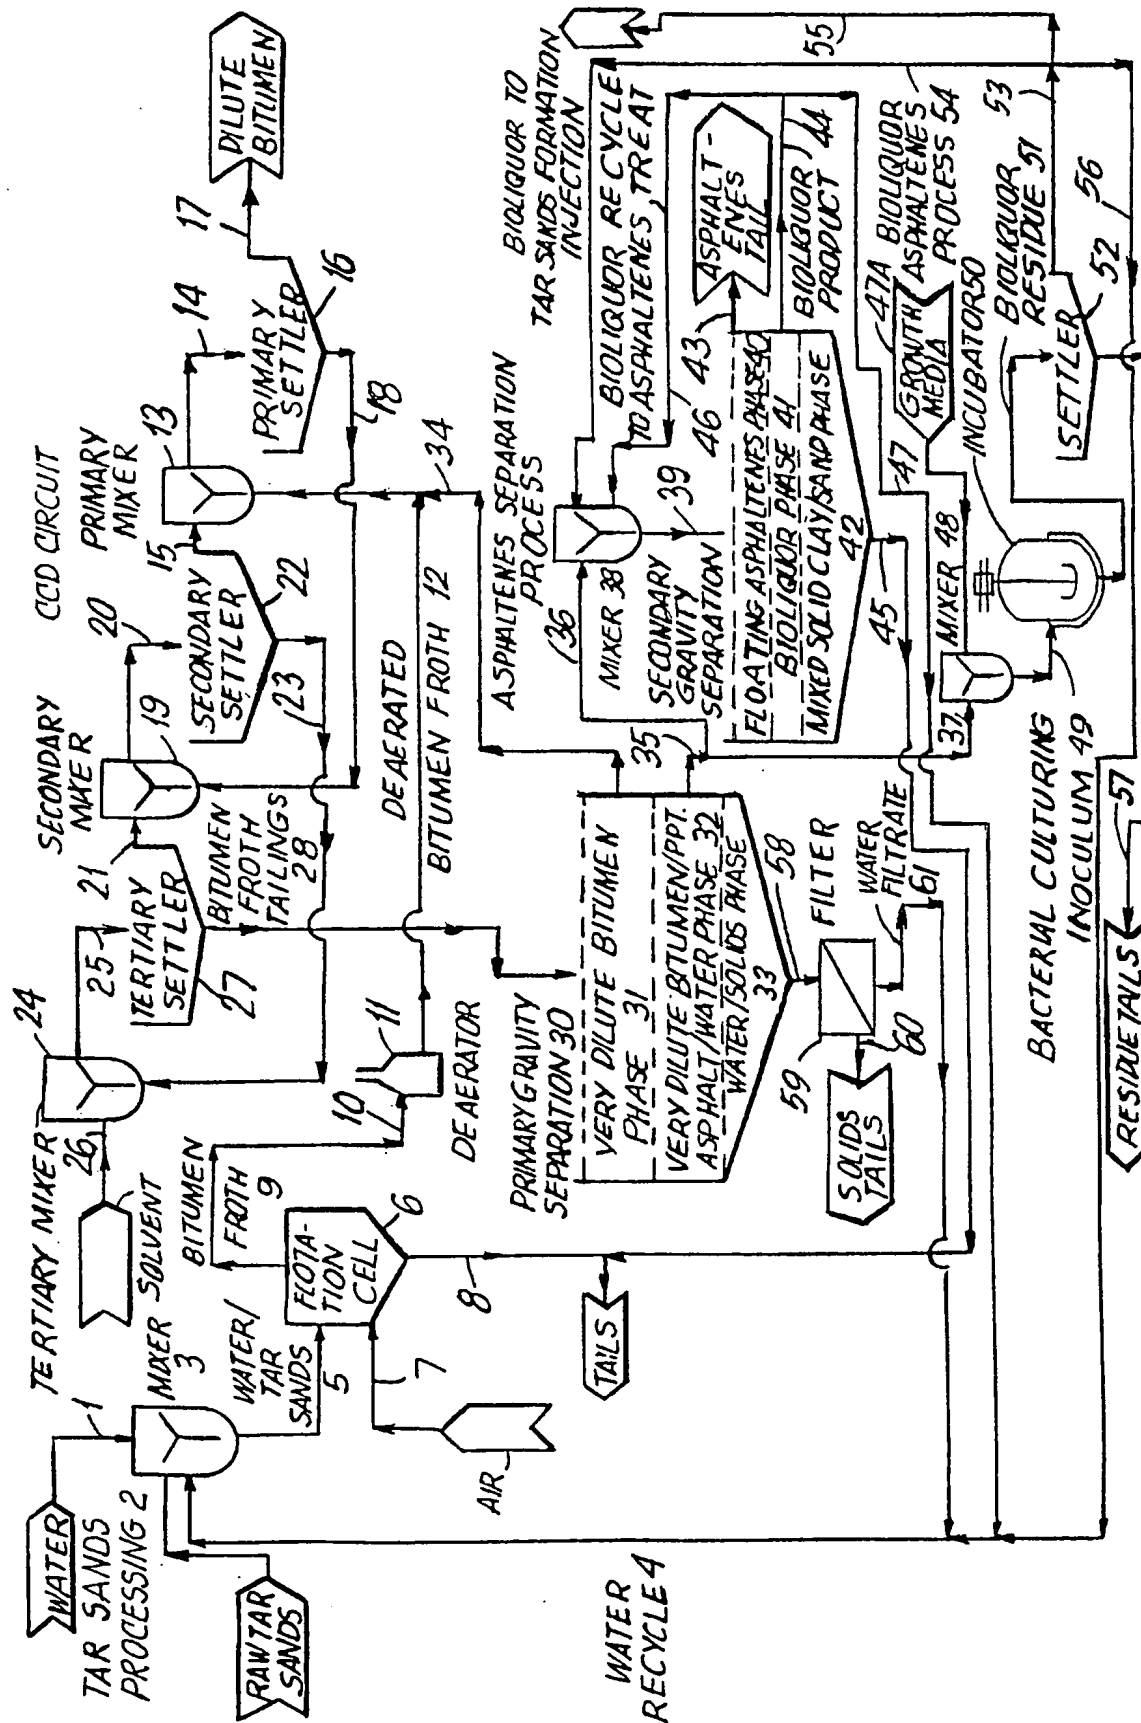 WATER
1
TAR SANDS
PROCESSING 2
RAW TAR
SANDS
MIXER
3
WATER/
TAR
SANDS
5
AIR
7
FLOTA-
TION
CELL
6
8
TAILS
WATER
RECYCLE 4
BITUMEN
FROTH
9
10
11
DEAERATOR
TERTIARY MIXER
24
SOLVENT
26
25
TERTIARY
SETTLER
27
21
SECONDARY
MIXER
19
20
SECONDARY
SETTLER
22
23
BITUMEN
FROTH
TAILINGS
28
CCD CIRCUIT
PRIMARY
MIXER
13
15
14
PRIMARY
SETTLER
16
17
DILUTE
BITUMEN
18
DEAERATED
BITUMEN FROTH 12
34
PRIMARY GRAVITY
SEPARATION 30
VERY DILUTE BITUMEN
PHASE 31
VERY DILUTE BITUMEN/PPT.
ASPHALT/WATER PHASE 32
WATER/SOLIDS PHASE
33
35
58
FILTER
59
60
SOLIDS
TAILS
WATER
FILTRATE
61
ASPHALTENES SEPARATION
PROCESS
36
MIXER 38
39
SECONDARY
GRAVITY
SEPARATION
FLOATING ASPHALTENES PHASE 40
BIOLIQUOR PHASE 41
MIXED SOLID CLAY/SAND PHASE
42
46
43
ASPHALT-
ENES
TAIL
BIOLIQUOR
PRODUCT
44
BIOLIQUOR TO
TAR SANDS FORMATION
INJECTION
BIOLIQUOR RECYCLE
TO ASPHALTENES TREAT
55
45
47
47A
BIOLIQUOR
ASPHALTENES
PROCESS 54
GROWTH
MEDIA
37
MIXER 48
INCUBATOR 50
BACTERIAL CULTURING
INOCULUM 49
BIOLIQUOR
RESIDUE 51
53
SETTLER
52
56
57
RESIDUE TAILS